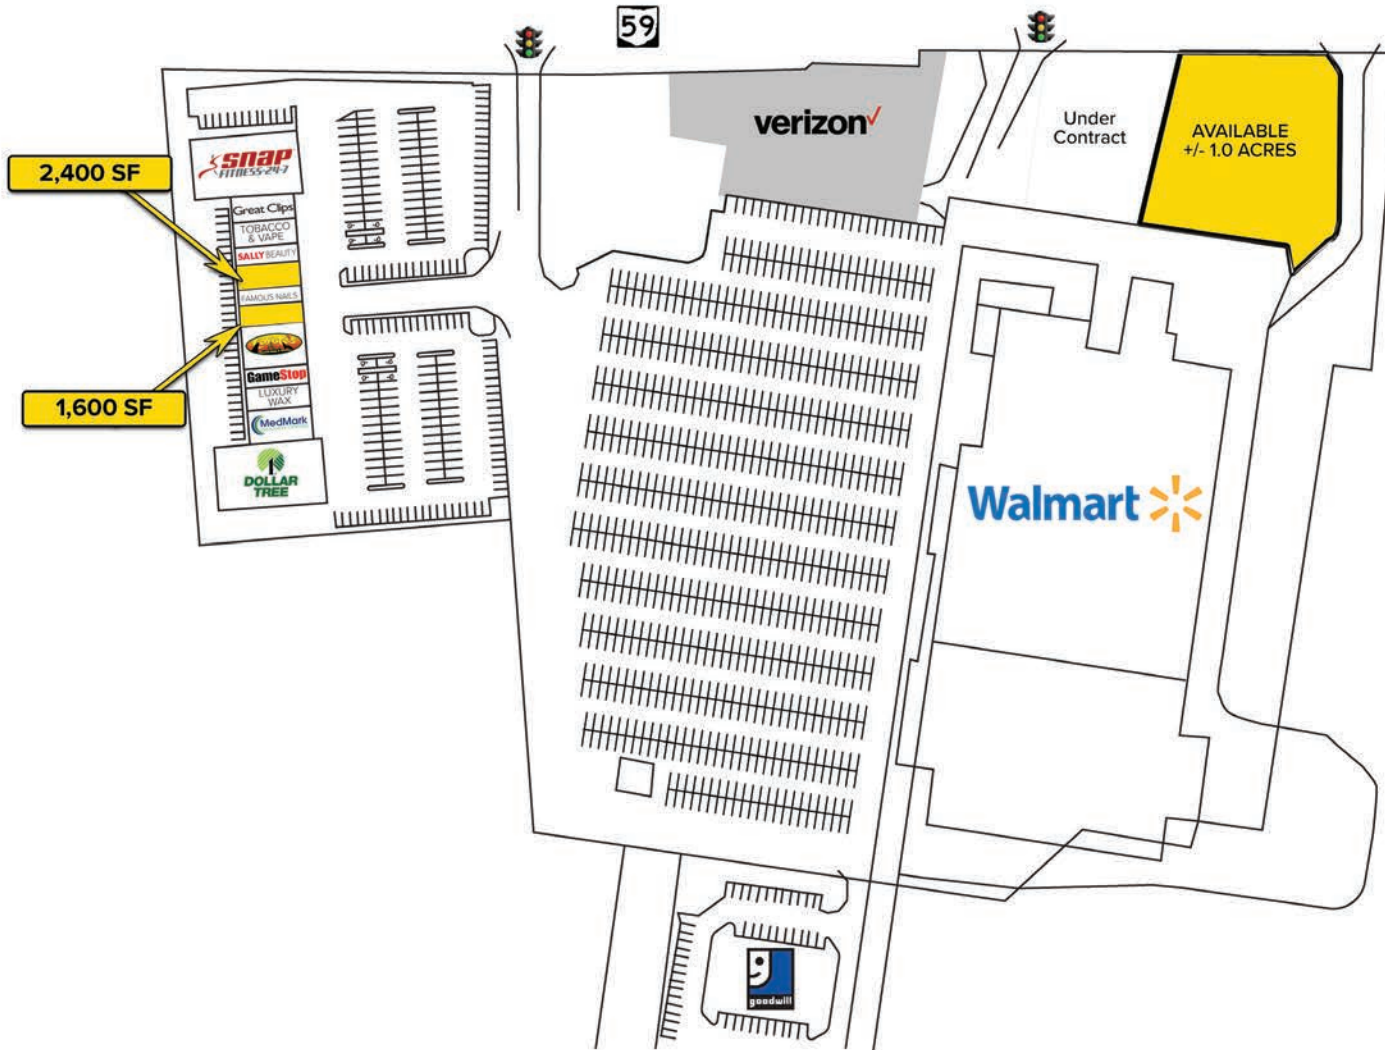 59
verizon
Under
Contract
AVAILABLE
+/- 1.0 ACRES
SNAP
FITNESS-24-7
2,400 SF
Great Clips
TOBACCO
& VAPE
SALLY BEAUTY
FAMOUS NAILS
1,600 SF
GameStop
LUXURY
WAX
MedMark
DOLLAR
TREE
Walmart
goodwill